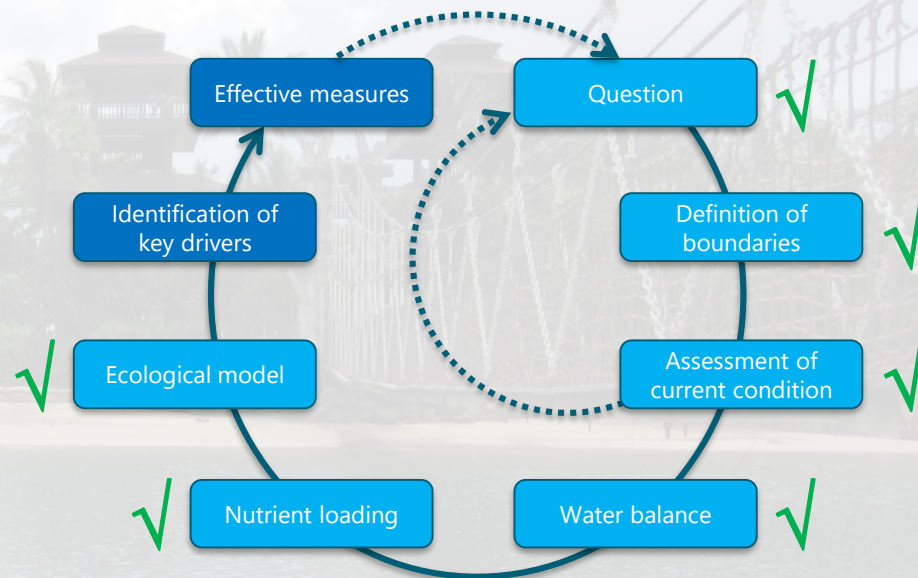 Effective measures
Question
Identification of
key drivers
Definition of
boundaries
Ecological model
Assessment of
current condition
Nutrient loading
Water balance